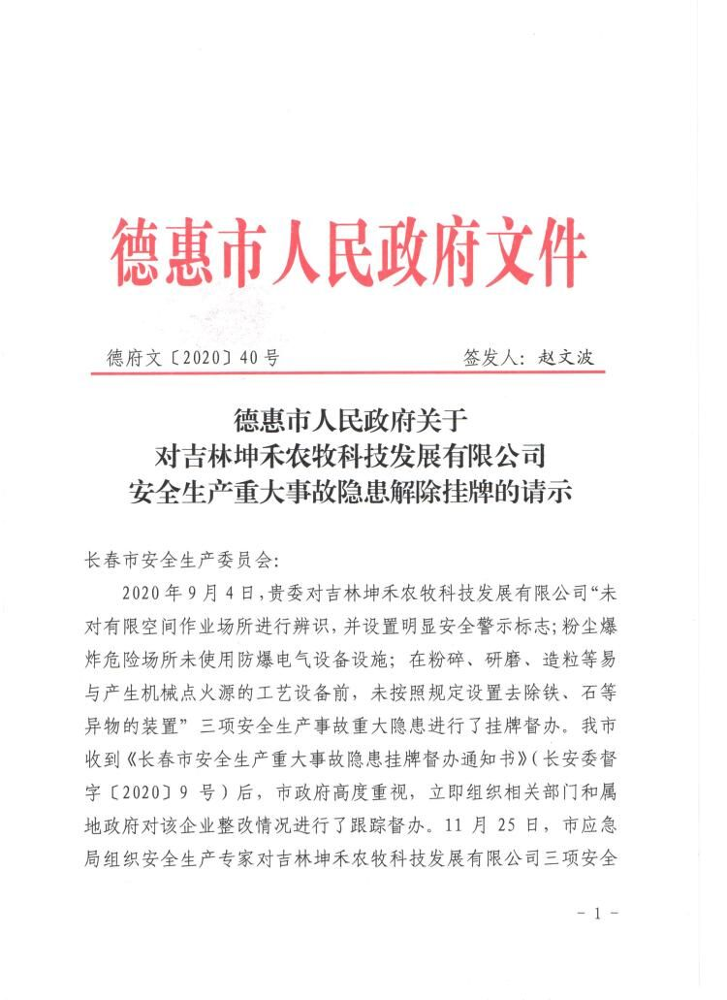 德惠市人民政府文件
德府文〔2020〕40号
签发人：赵文波
德惠市人民政府关于
对吉林坤禾农牧科技发展有限公司
安全生产重大事故隐患解除挂牌的请示
长春市安全生产委员会：
2020年9月4日,贵委对吉林坤禾农牧科技发展有限公司“未
对有限空间作业场所进行辨识，并设置明显安全警示标志；粉尘爆
炸危险场所未使用防爆电气设备设施；在粉碎、研磨、造粒等易
与产生机械点火源的工艺设备前，未按照规定设置去除铁、石等
异物的装置”三项安全生产事故重大隐患进行了挂牌督办。我市
收到《长春市安全生产重大事故隐患挂牌督办通知书》（长安委督
字〔2020〕9 号）后，市政府高度重视，立即组织相关部门和属
地政府对该企业整改情况进行了跟踪督办。11 月 25 日，市应急
局组织安全生产专家对吉林坤禾农牧科技发展有限公司三项安全
- 1 -